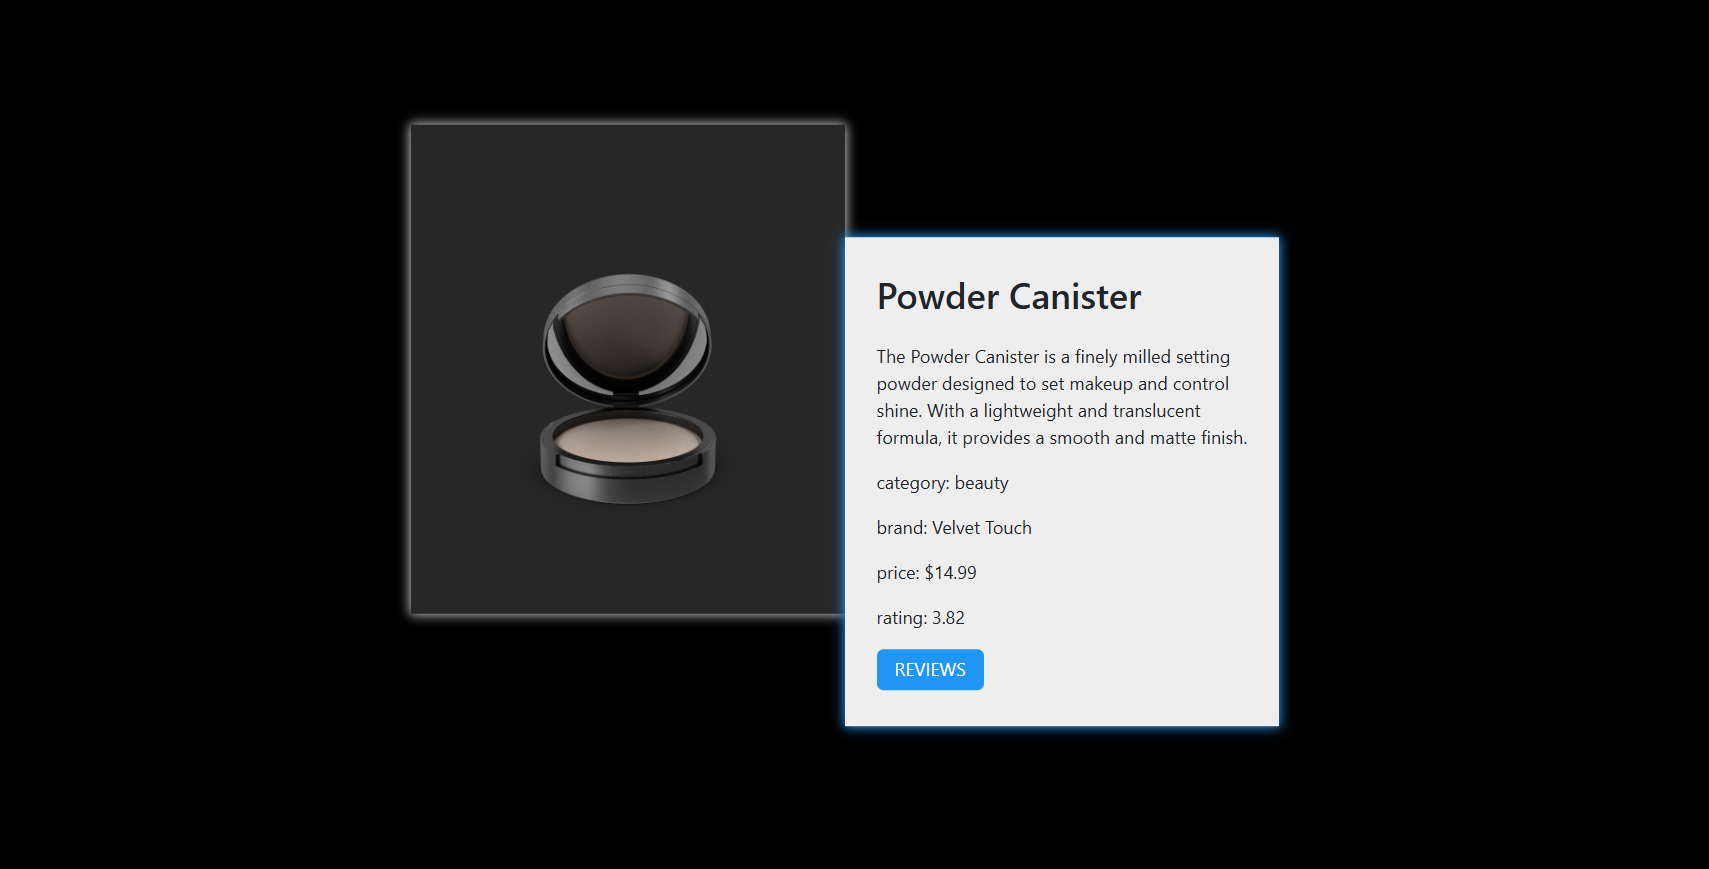 Powder Canister
The Powder Canister is a finely milled setting
powder designed to set makeup and control
shine. With a lightweight and translucent
formula, it provides a smooth and matte finish.
category: beauty
brand: Velvet Touch
price: $14.99
rating: 3.82
REVIEWS